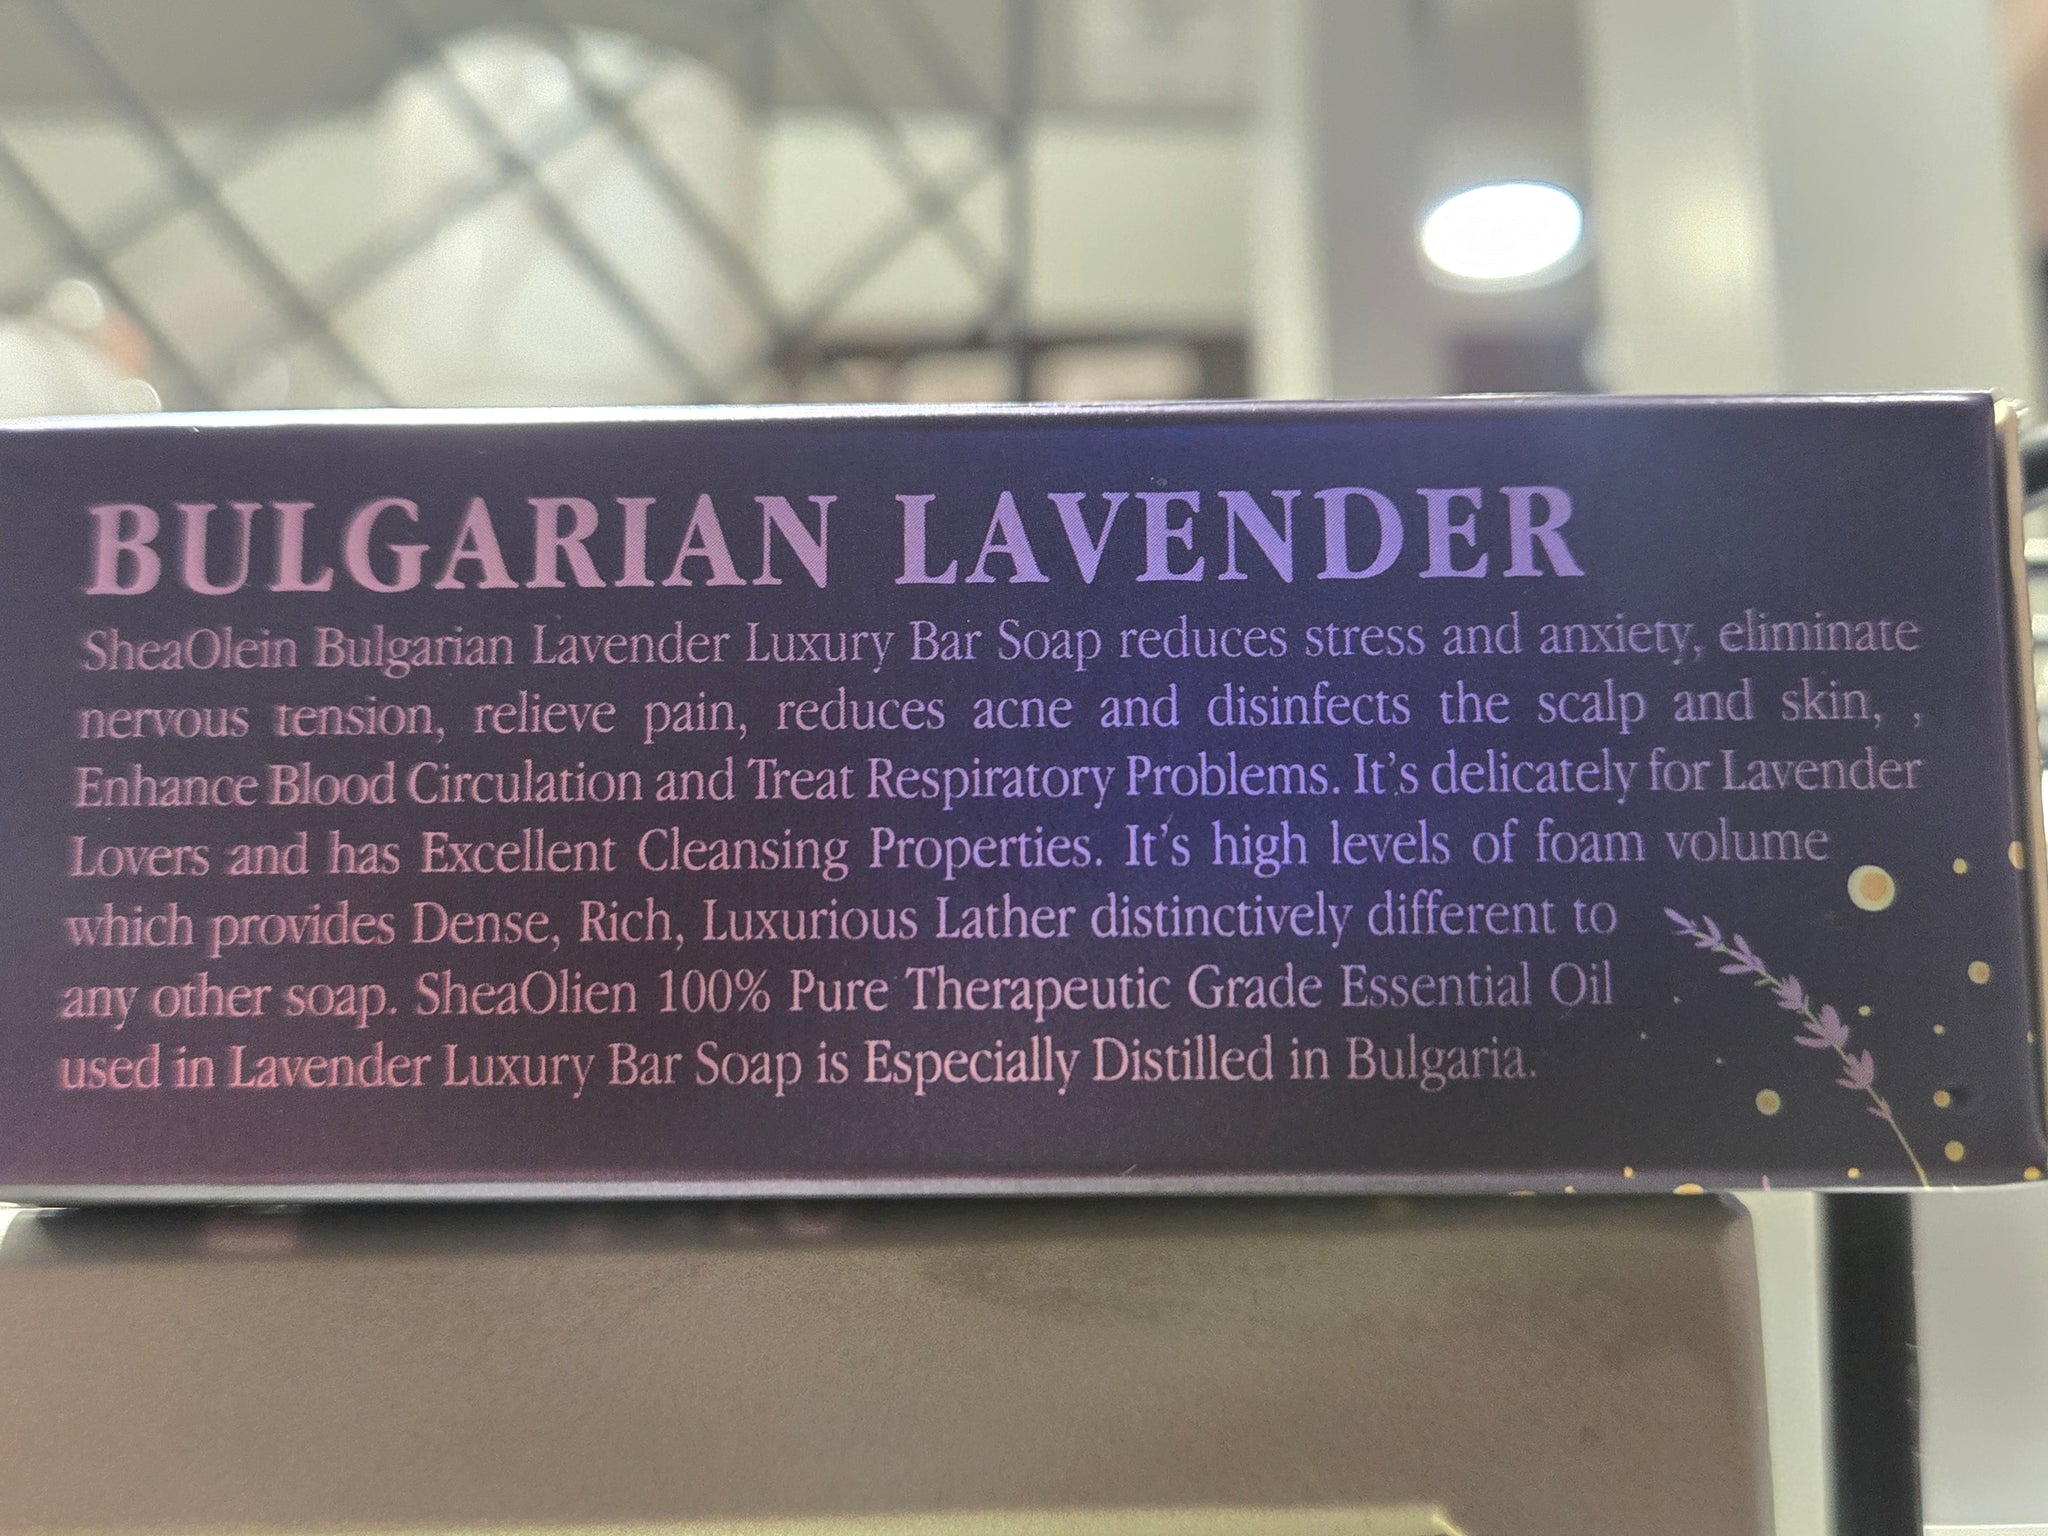 BULGARIAN LAVENDER
SheaOlein Bulgarian Lavender Luxury Bar Soap reduces stress and anxiety, eliminate
nervous tension, relieve pain, reduces acne and disinfects the scalp and skin, ,
Enhance Blood Circulation and Treat Respiratory Problems. It's delicately for Lavender
Lovers and has Excellent Cleansing Properties. It's high levels of foam volume
which provides Dense, Rich, Luxurious Lather distinctively different to
any other soap. SheaOlien 100% Pure Therapeutic Grade Essential Oil
used in Lavender Luxury Bar Soap is Especially Distilled in Bulgaria.